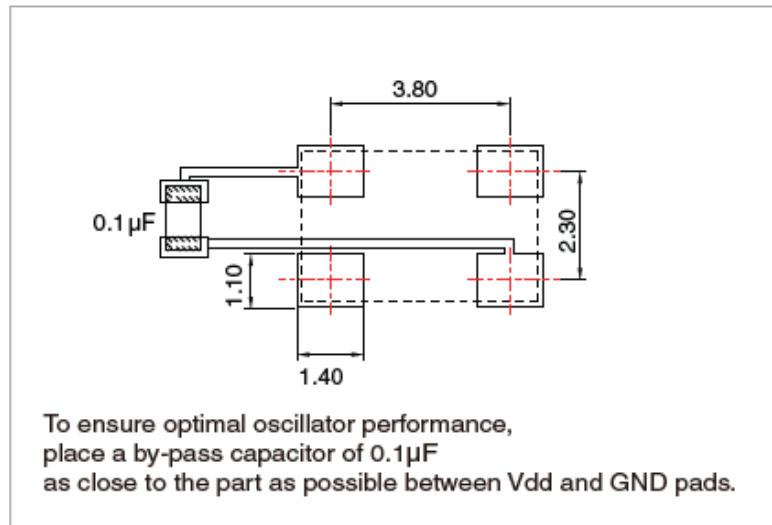 3.80
0.1µF
2.30
1.10
1.40
To ensure optimal oscillator performance,
place a by-pass capacitor of 0.1µF
as close to the part as possible between Vdd and GND pads.